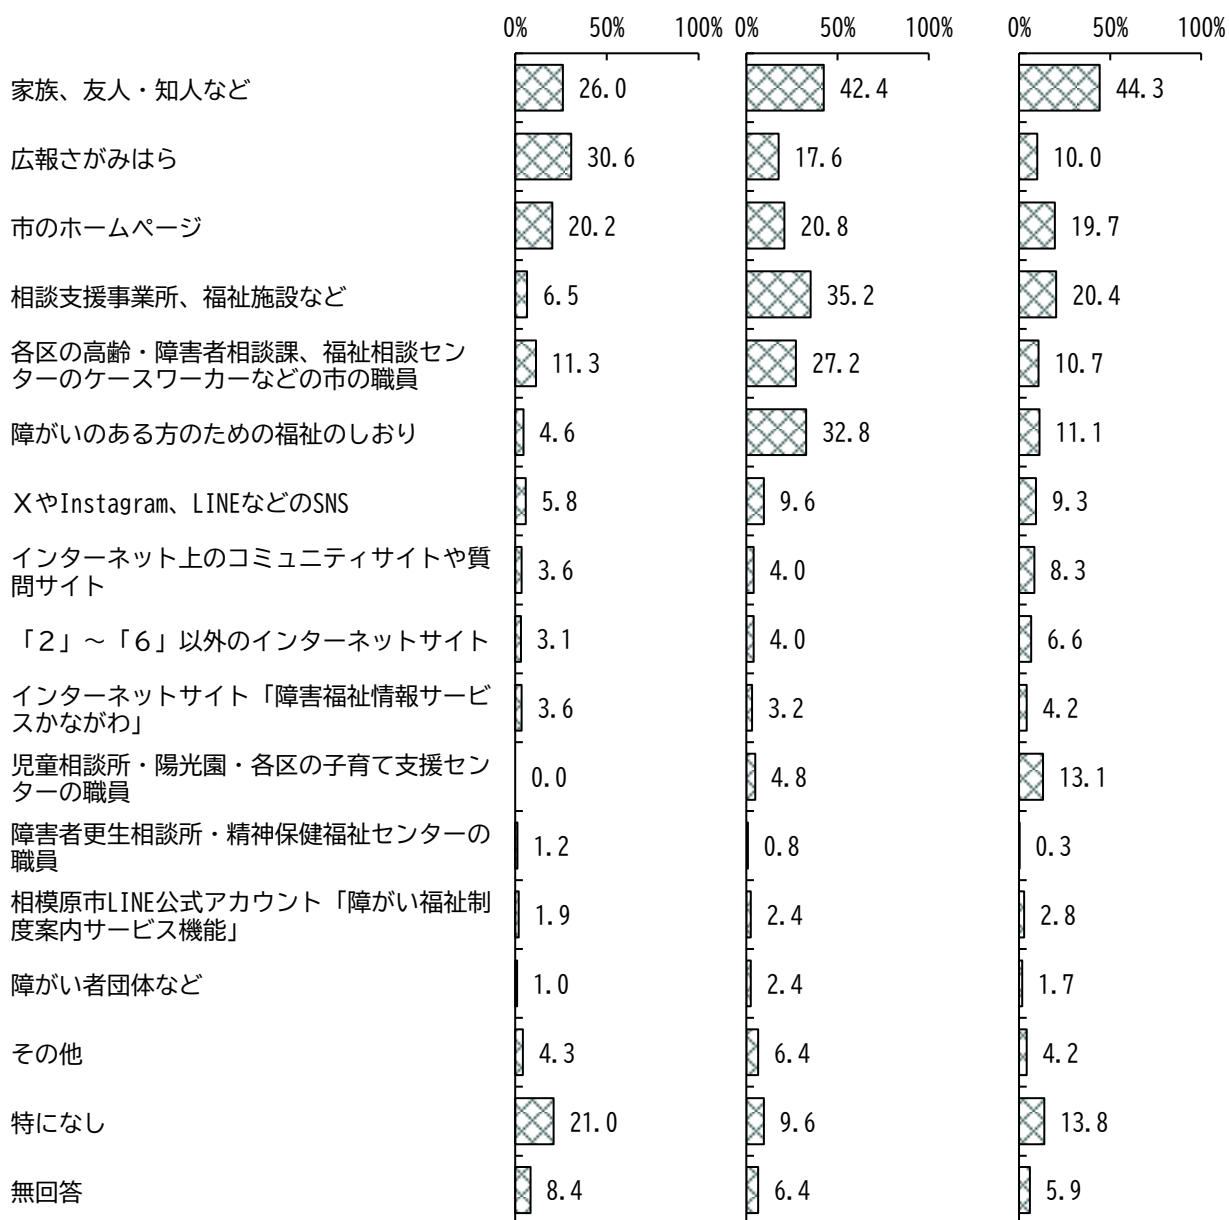 0% 50% 100% 0% 50% 100% 0% 50% 100%
家族、友人・知人など 26.0 42.4 44.3
広報さがみはら 30.6 17.6 10.0
市のホームページ 20.2 20.8 19.7
相談支援事業所、福祉施設など 6.5 35.2 20.4
各区の高齢・障害者相談課、福祉相談セン
ターのケースワーカーなどの市の職員 11.3 27.2 10.7
障がいのある方のための福祉のしおり 4.6 32.8 11.1
XやInstagram、LINEなどのSNS 5.8 9.6 9.3
インターネット上のコミュニティサイトや質
問サイト 3.6 4.0 8.3
「2」～「6」以外のインターネットサイト 3.1 4.0 6.6
インターネットサイト「障害福祉情報サービ
スかながわ」 3.6 3.2 4.2
児童相談所・陽光園・各区の子育て支援セン
ターの職員 0.0 4.8 13.1
障害者更生相談所・精神保健福祉センターの
職員 1.2 0.8 0.3
相模原市LINE公式アカウント「障がい福祉制
度案内サービス機能」 1.9 2.4 2.8
障がい者団体など 1.0 2.4 1.7
その他 4.3 6.4 4.2
特になし 21.0 9.6 13.8
無回答 8.4 6.4 5.9